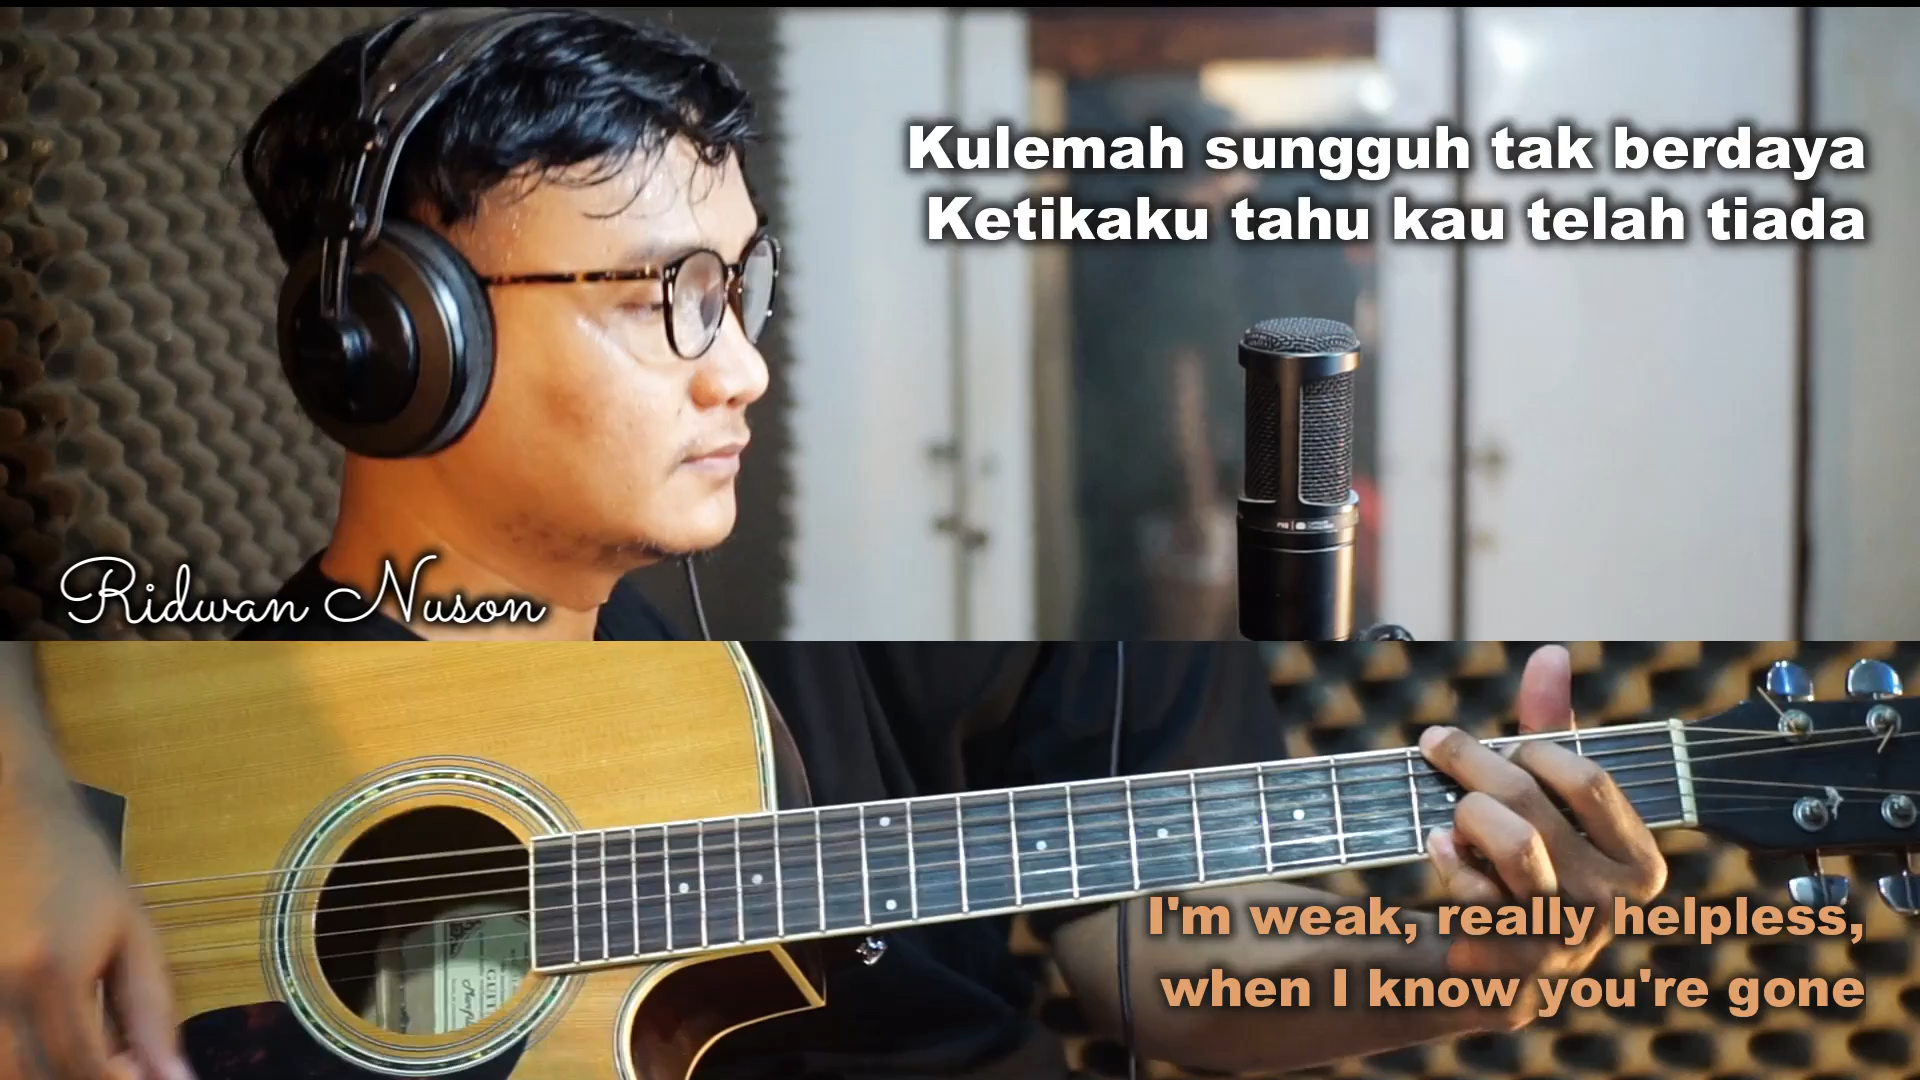 Kulemah sungguh tak berdaya
Ketikaku tahu kau telah tiada
Ridwan Nuson
I'm weak, really helpless,
when I know you're gone